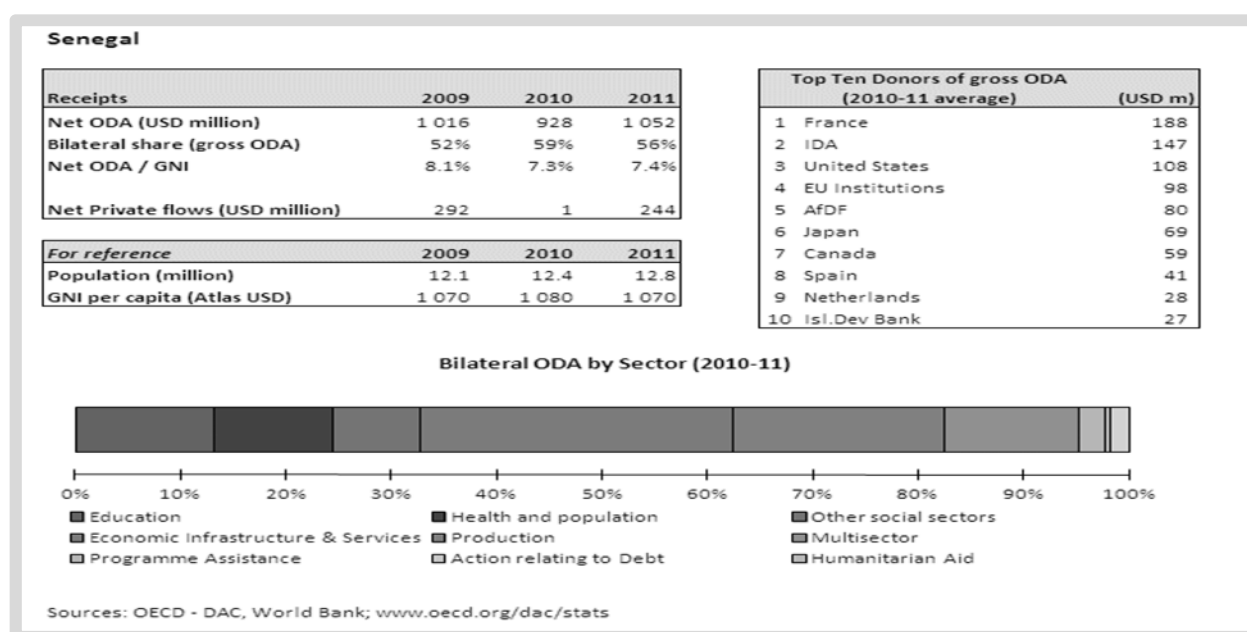 Senegal
Receipts 2009 2010 2011
Net ODA (USD million) 1 016 928 1 052
Bilateral share (gross ODA) 52% 59% 56%
Net ODA / GNI 8.1% 7.3% 7.4%
Net Private flows (USD million) 292 1 244
For reference 2009 2010 2011
Population (million) 12.1 12.4 12.8
GNI per capita (Atlas USD) 1 070 1 080 1 070
Top Ten Donors of gross ODA
(2010-11 average) (USD m)
1 France 188
2 IDA 147
3 United States 108
4 EU Institutions 98
5 AfDF 80
6 Japan 69
7 Canada 59
8 Spain 41
9 Netherlands 28
10 Isl.Dev Bank 27
Bilateral ODA by Sector (2010-11)
0% 10% 20% 30% 40% 50% 60% 70% 80% 90% 100%
Education Health and population Other social sectors
Economic Infrastructure & Services Production Multisector
Programme Assistance Action relating to Debt Humanitarian Aid
Sources: OECD - DAC, World Bank; www.oecd.org/dac/stats